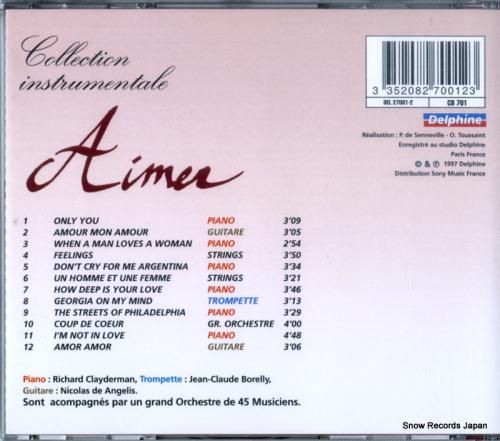 Collection
instrumentale
Aimer
3 352082 700123
DEL 27001-2 CB 701
Delphine
Réalisation : P. de Senneville - O. Toussaint
Enregistré au studio Delphine
Paris France
© & ℗ 1997 Delphine
Distribution Sony Music France
1 ONLY YOU PIANO 3'09
2 AMOUR MON AMOUR GUITARE 3'05
3 WHEN A MAN LOVES A WOMAN PIANO 2'54
4 FEELINGS STRINGS 3'50
5 DON'T CRY FOR ME ARGENTINA PIANO 3'34
6 UN HOMME ET UNE FEMME STRINGS 3'21
7 HOW DEEP IS YOUR LOVE PIANO 3'46
8 GEORGIA ON MY MIND TROMPETTE 3'13
9 THE STREETS OF PHILADELPHIA PIANO 3'29
10 COUP DE COEUR GR. ORCHESTRE 4'00
11 I'M NOT IN LOVE PIANO 4'48
12 AMOR AMOR GUITARE 3'06
Piano : Richard Clayderman, Trompette : Jean-Claude Borelly,
Guitare : Nicolas de Angelis.
Sont acompagnés par un grand Orchestre de 45 Musiciens.
Snow Records Japan